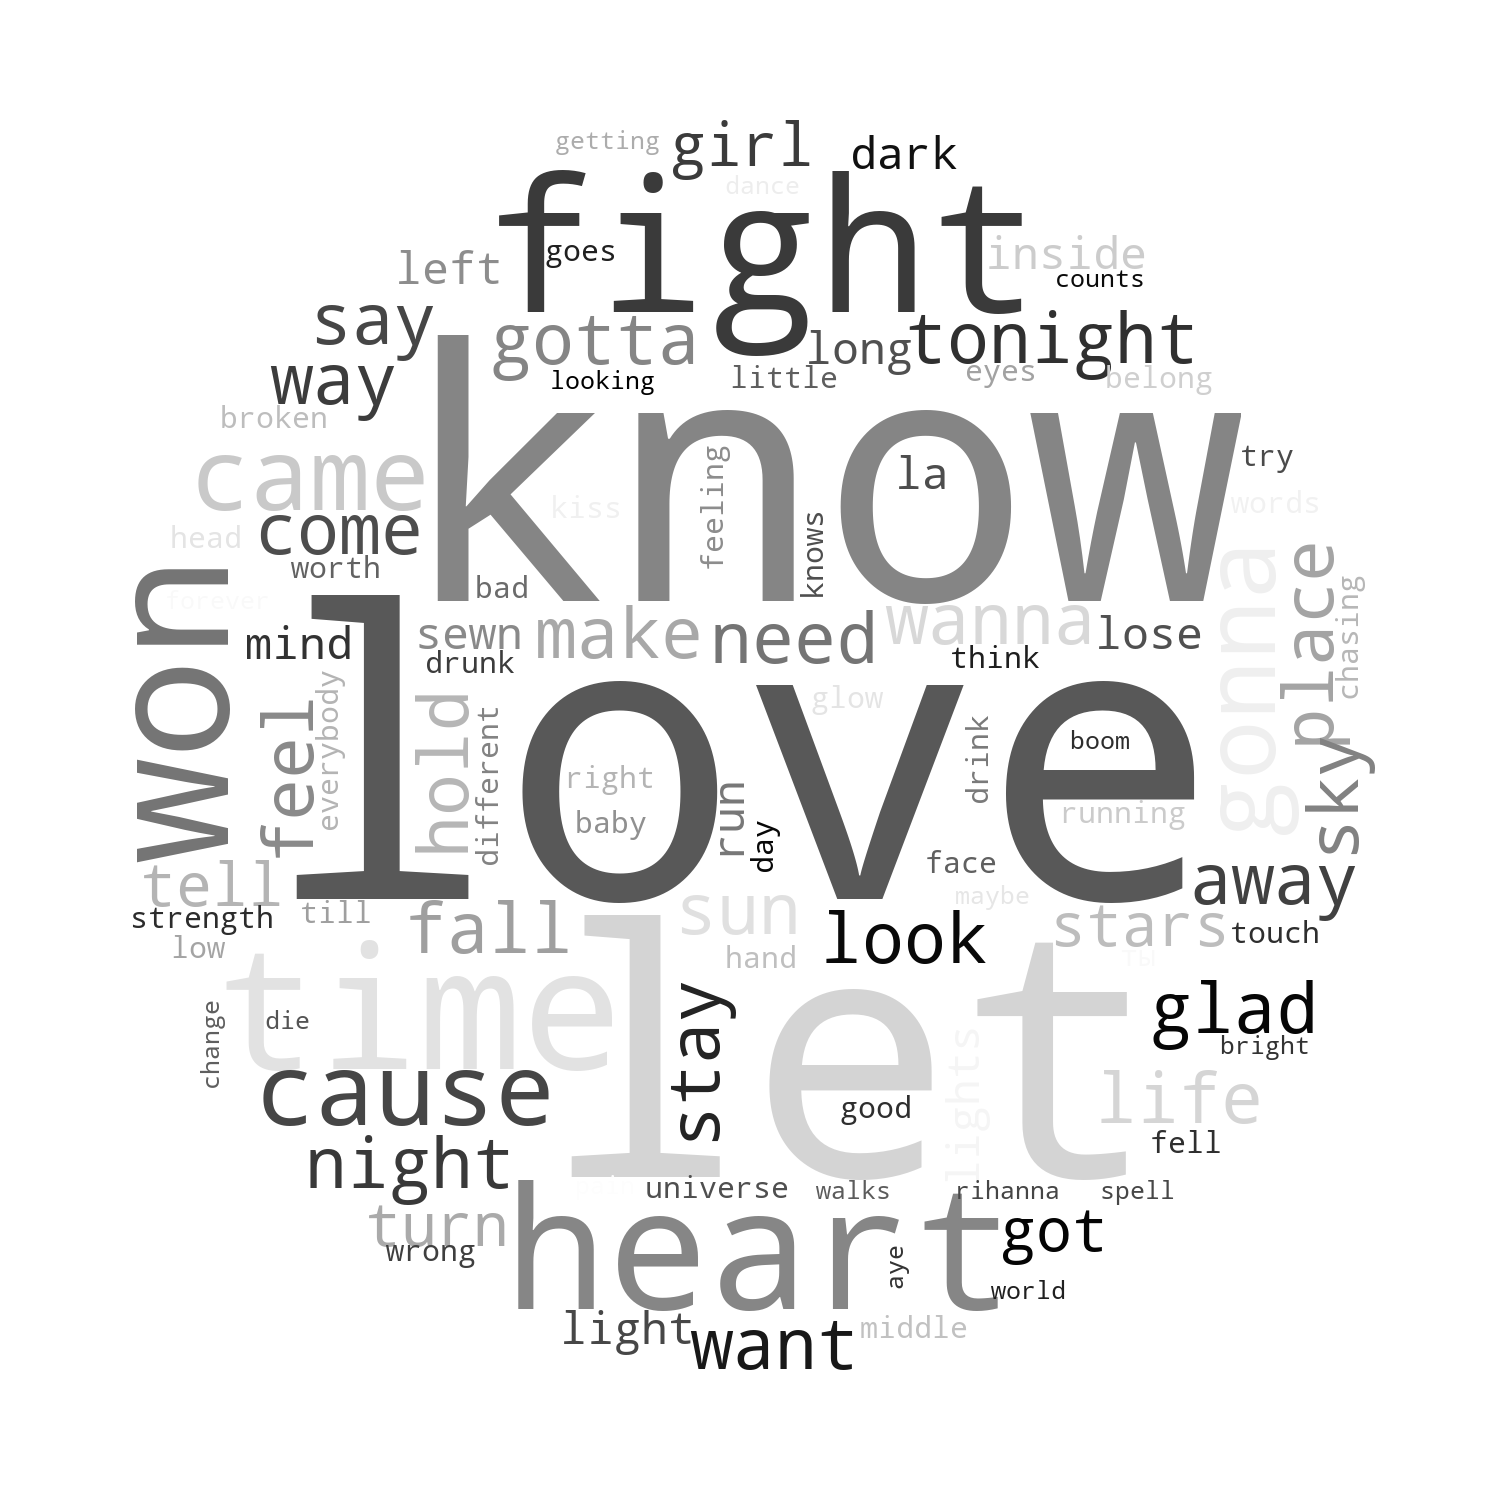 getting
girl
dark
dance
fight
goes
left
inside
counts
say
gotta
long
tonight
way
looking
little
eyes
belong
broken
know
came
la
try
feeling
kiss
words
come
knows
head
worth
bad
forever
won
gonna
place
chasing
mind
sewn
make
need
wanna
lose
drunk
think
love
feel
everybody
hold
different
glow
drink
boom
sky
right
running
baby
run
day
face
away
tell
strength
till
fall
sun
maybe
look
stars
touch
low
hand
ты
time
let
stay
glad
change
die
bright
lights
cause
good
life
fell
night
universe
walks
rihanna
spell
heart
turn
got
wrong
aye
world
light
want
middle